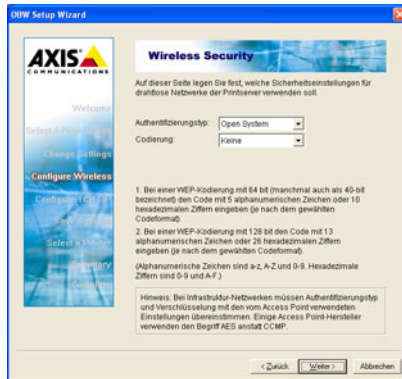 OBW Setup Wizard
AXIS
COMMUNICATIONS
Welcome
Change Settings
Configure Wireless
Select a Printer
Wireless Security
Auf dieser Seite legen Sie fest, welche Sicherheitseinstellungen für
drahtlose Netzwerke der Printserver verwenden soll.
Authentifizierungstyp: Open System
Codierung: Keine
1. Bei einer WEP-Kodierung mit 64 bit (manchmal auch als 40-bit
bezeichnet) den Code mit 5 alphanumerischen Zeichen oder 10
hexadezimalen Ziffern eingeben (je nach dem gewählten
Codeformat).
2. Bei einer WEP-Kodierung mit 128 bit den Code mit 13
alphanumerischen Zeichen oder 26 hexadezimalen Ziffern
eingeben (je nach dem gewählten Codeformat).
(Alphanumerische Zeichen sind a-z, A-Z und 0-9. Hexadezimale
Ziffern sind 0-9 und A-F.)
Hinweis: Bei Infrastruktur-Netzwerken müssen Authentifizierungstyp
und Verschlüsselung mit den vom Access Point verwendeten
Einstellungen übereinstimmen. Einige Access Point-Hersteller
verwenden den Begriff AES anstatt CCMP.
< Zurück Weiter > Abbrechen